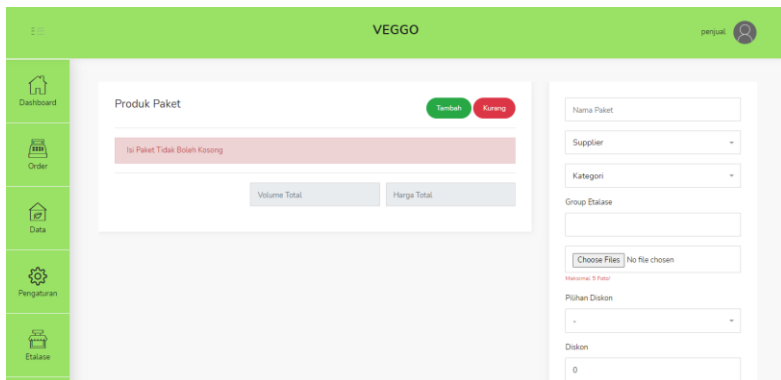 VEGGO
penjual
Dashboard
Order
Data
Pengaturan
Etalase
Produk Paket
Tambah
Kurang
Isi Paket Tidak Boleh Kosong
Volume Total
Harga Total
Nama Paket
Supplier
Kategori
Group Etalase
Choose Files No file chosen
Maksimal 5 Foto!
Pilihan Diskon
-
Diskon
0